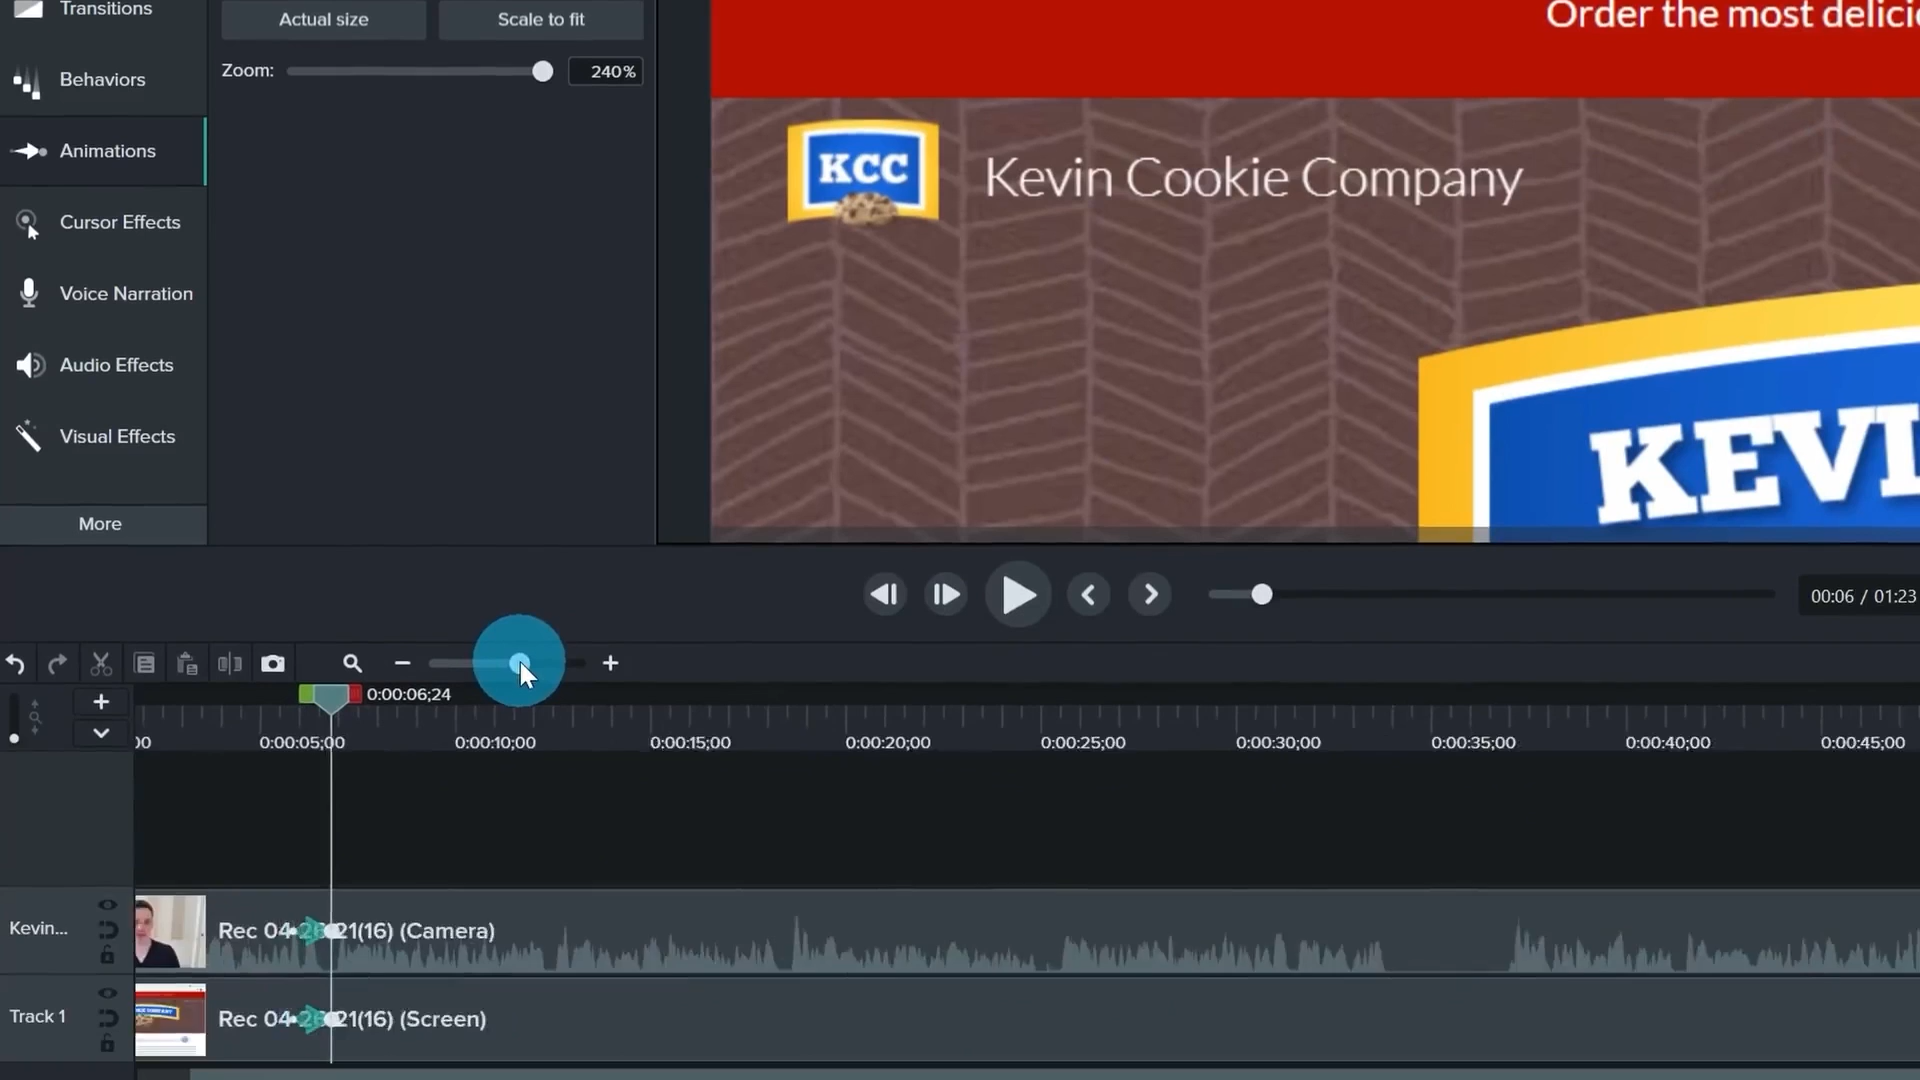 Transitions
Actual size
Scale to fit
Order the most
Behaviors
Zoom:
240%
Animations
KCC
Kevin Cookie Company
Cursor Effects
Voice Narration
Audio Effects
Visual Effects
KEVI
More
00:06 / 01:23
0:00:06;24
00
0:00:05;00
0:00:10;00
0:00:15;00
0:00:20;00
0:00:25;00
0:00:30;00
0:00:35;00
0:00:40;00
0:00:45;00
Kevin...
Rec 04-26-21(16) (Camera)
Track 1
Rec 04-26-21(16) (Screen)